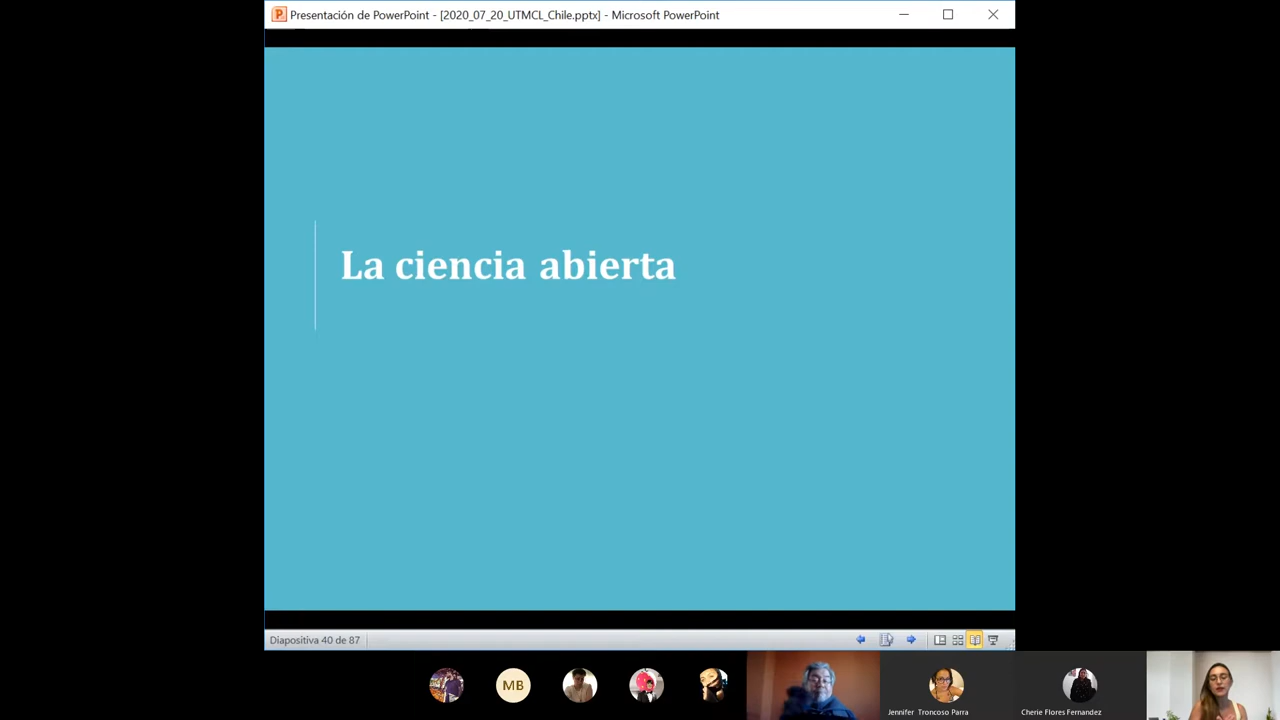 Presentación de PowerPoint - [2020_07_20_UTMCL_Chile.pptx] - Microsoft PowerPoint
La ciencia abierta
Diapositiva 40 de 87
MB
Jennifer Troncoso Parra
Cherie Flores Fernandez